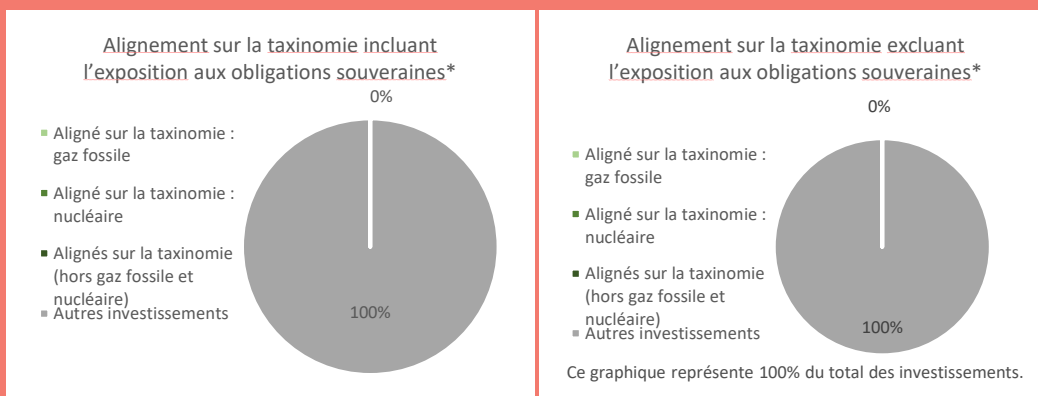 Alignement sur la taxinomie incluant
l'exposition aux obligations souveraines*
0%
Aligné sur la taxinomie :
gaz fossile
Aligné sur la taxinomie :
nucléaire
Alignés sur la taxinomie
(hors gaz fossile et
nucléaire)
Autres investissements
100%
Alignement sur la taxinomie excluant
l'exposition aux obligations souveraines*
0%
Aligné sur la taxinomie :
gaz fossile
Aligné sur la taxinomie :
nucléaire
Alignés sur la taxinomie
(hors gaz fossile et
nucléaire)
Autres investissements
100%
Ce graphique représente 100% du total des investissements.